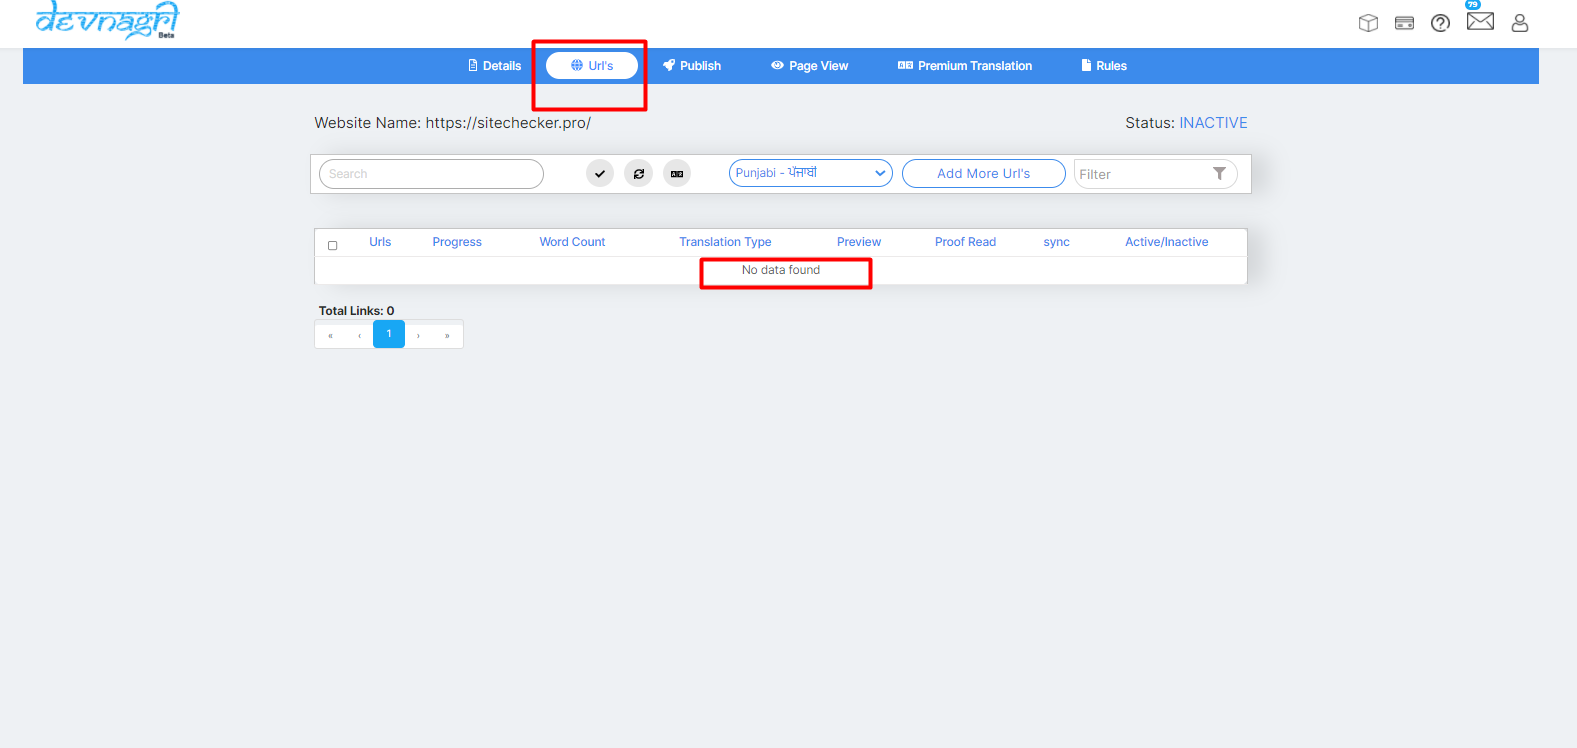 devnagri
Beta
79
Details
Url's
Publish
Page View
Premium Translation
Rules
Website Name: https://sitechecker.pro/
Status: INACTIVE
Search
Punjabi - ਪੰਜਾਬੀ
Add More Url's
Filter
Urls Progress Word Count Translation Type Preview Proof Read sync Active/Inactive
No data found
Total Links: 0
« ‹ 1 › »